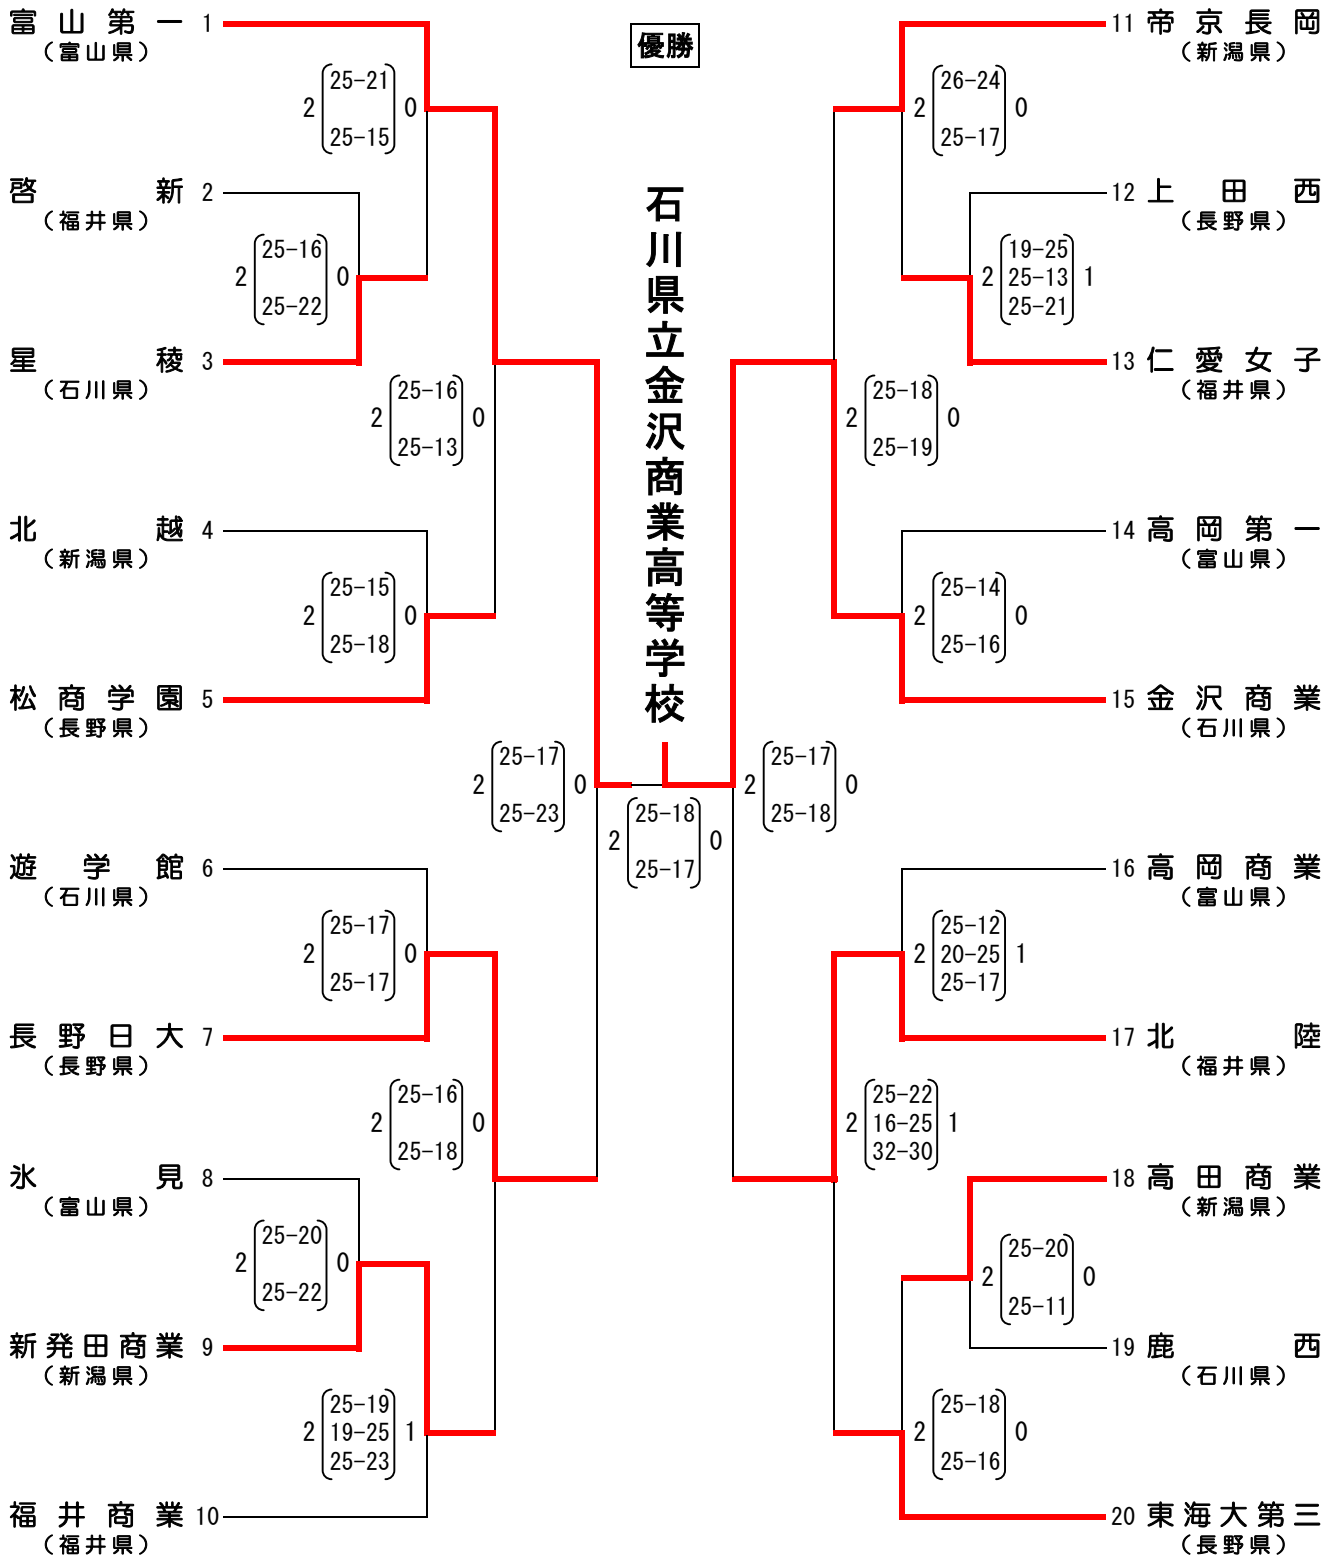 優勝
石川県立金沢商業高等学校
富山第一 1
（富山県）
2 25-21 0
25-15
啓新 2
（福井県）
2 25-16 0
25-22
星稜 3
（石川県）
2 25-16 0
25-13
北越 4
（新潟県）
2 25-15 0
25-18
松商学園 5
（長野県）
2 25-17 0
25-23
遊学館 6
（石川県）
2 25-17 0
25-17
長野日大 7
（長野県）
2 25-16 0
25-18
氷見 8
（富山県）
2 25-20 0
25-22
新発田商業 9
（新潟県）
25-19
2 19-25 1
25-23
福井商業 10
（福井県）
2 25-18 0
25-17
11 帝京長岡
（新潟県）
2 26-24 0
25-17
12 上田西
（長野県）
19-25
2 25-13 1
25-21
13 仁愛女子
（福井県）
2 25-18 0
25-19
14 高岡第一
（富山県）
2 25-14 0
25-16
15 金沢商業
（石川県）
2 25-17 0
25-18
16 高岡商業
（富山県）
25-12
2 20-25 1
25-17
17 北陸
（福井県）
25-22
2 16-25 1
32-30
18 高田商業
（新潟県）
2 25-20 0
25-11
19 鹿西
（石川県）
2 25-18 0
25-16
20 東海大第三
（長野県）